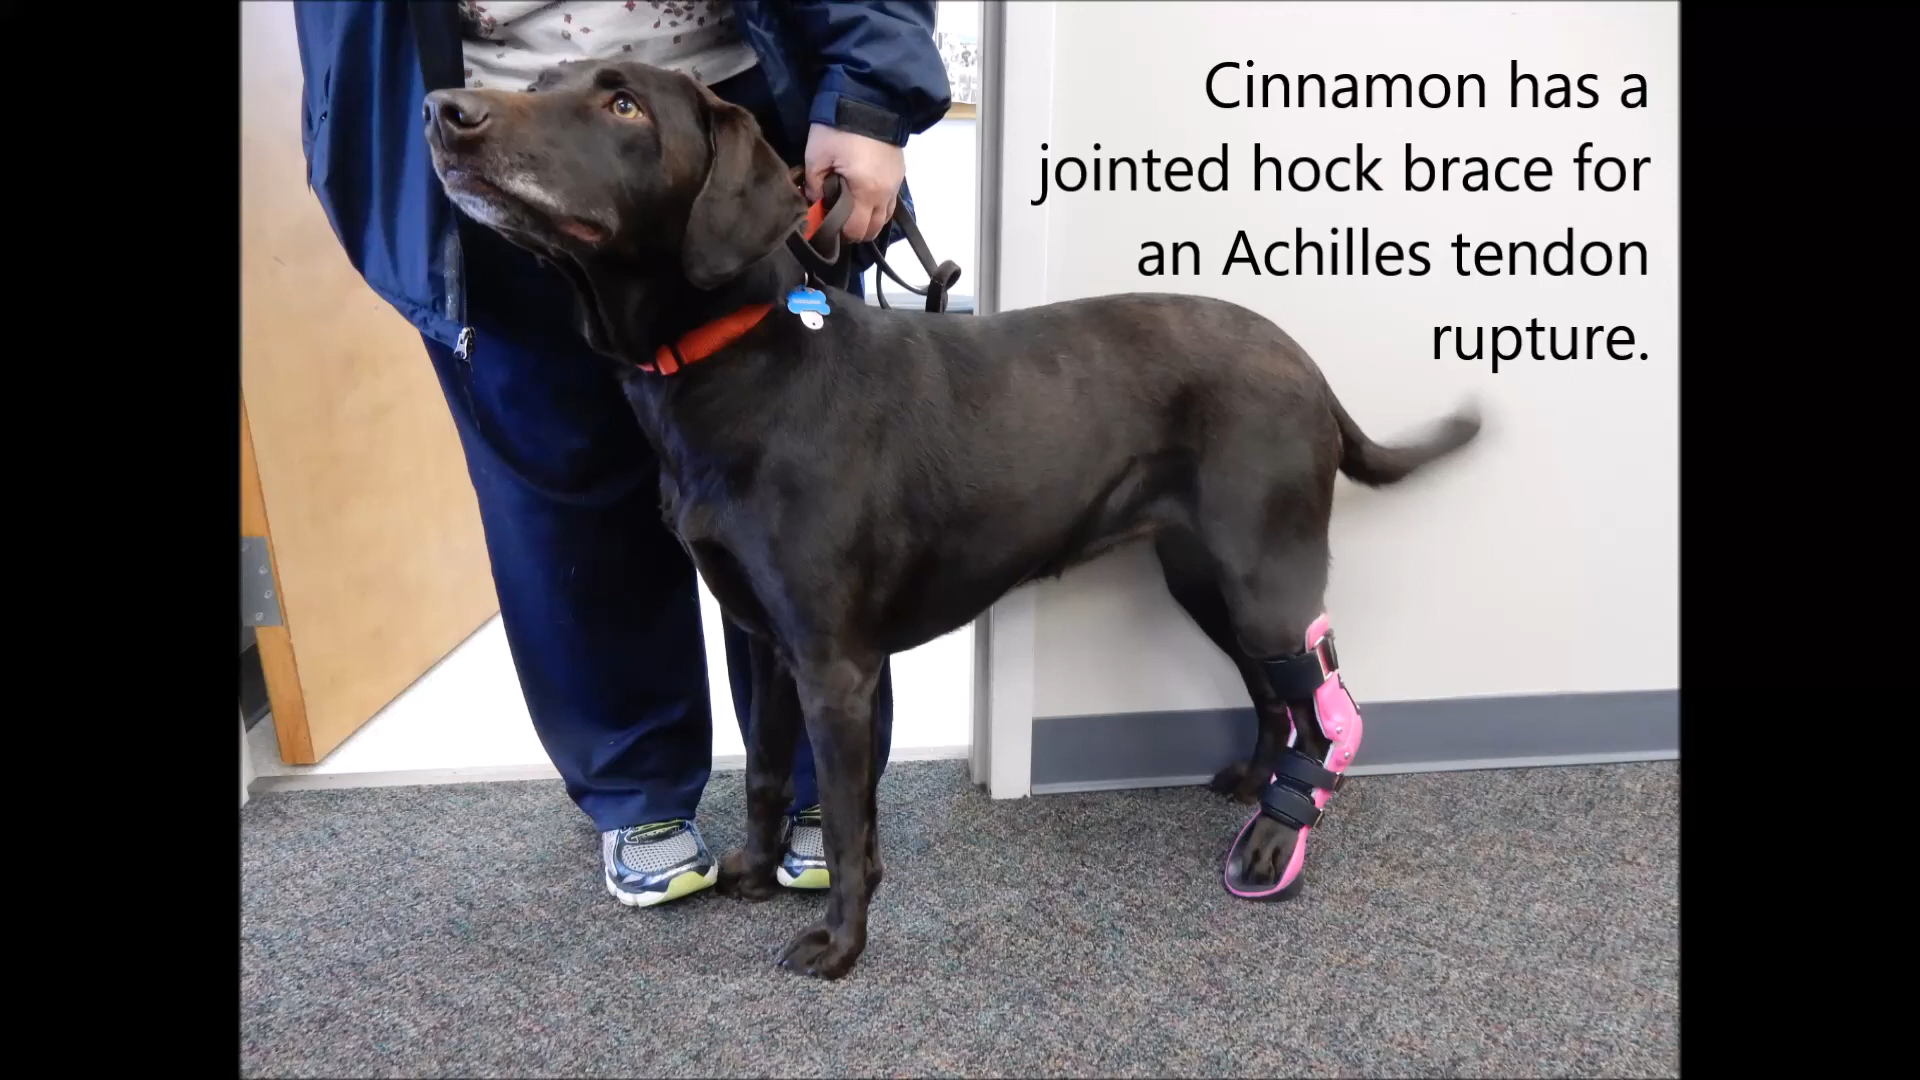 Cinnamon has a
jointed hock brace for
an Achilles tendon
rupture.